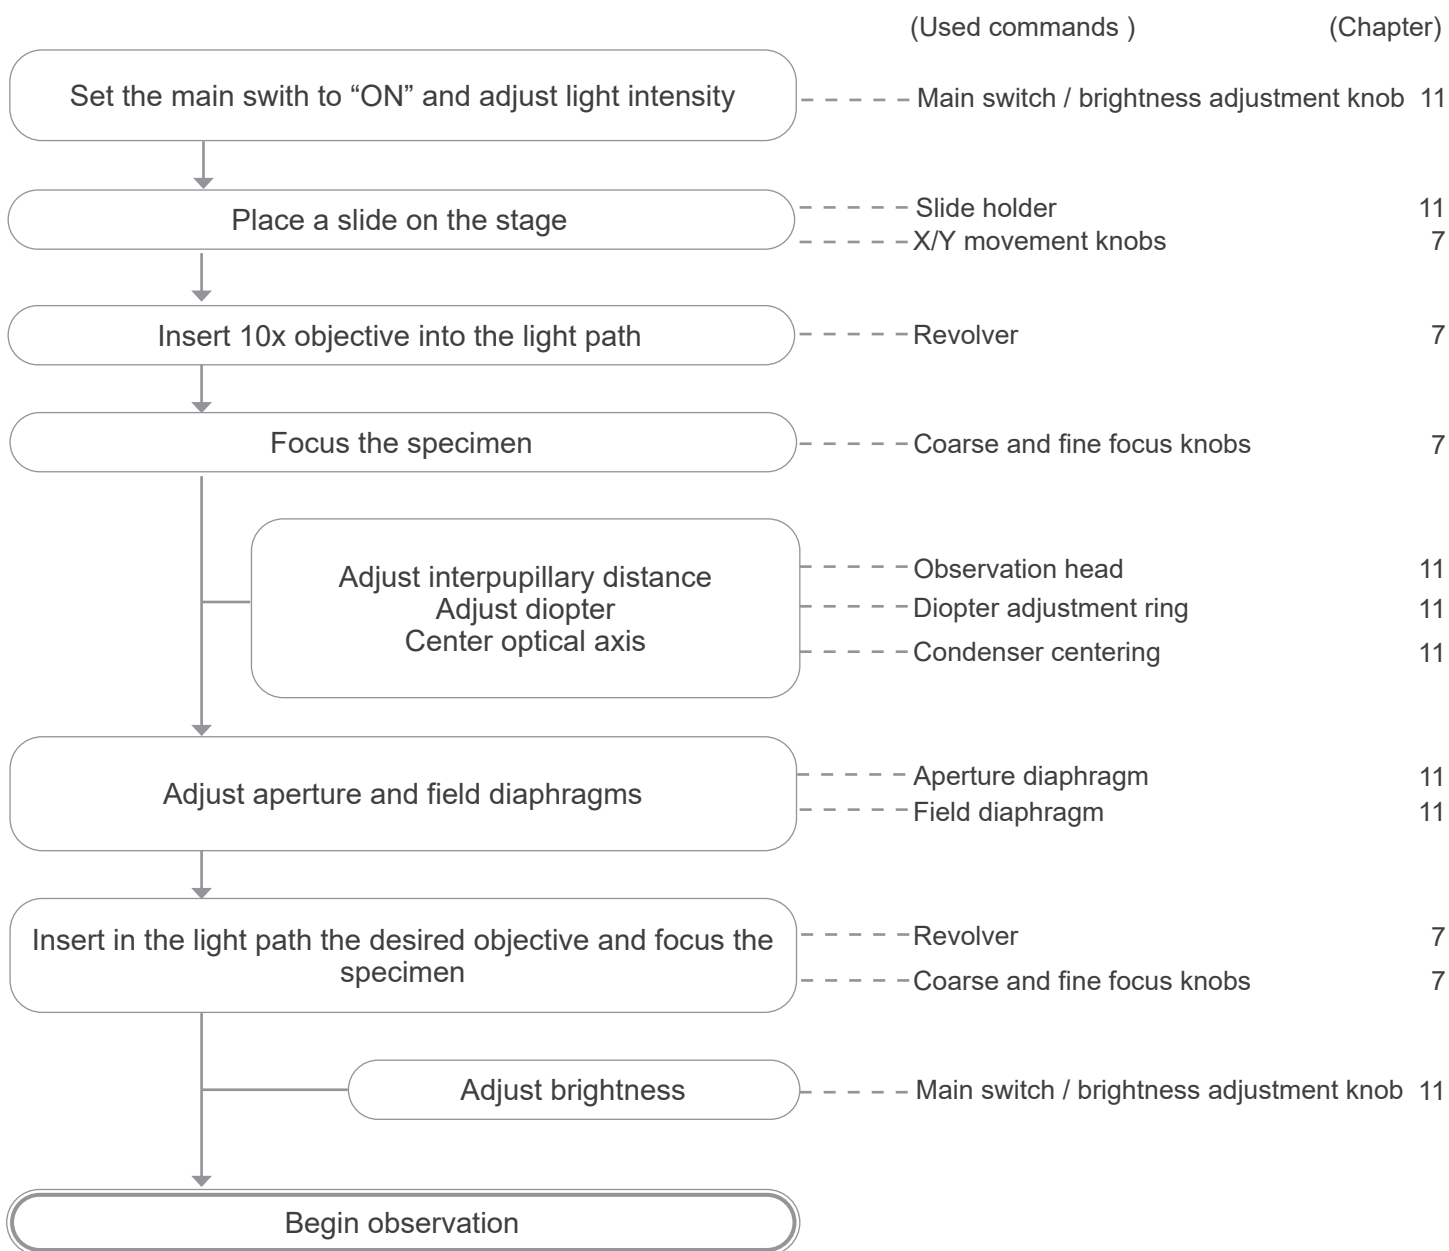 (Used commands ) (Chapter)
Set the main swith to “ON” and adjust light intensity Main switch / brightness adjustment knob 11
Place a slide on the stage
Slide holder 11
X/Y movement knobs 7
Insert 10x objective into the light path Revolver 7
Focus the specimen Coarse and fine focus knobs 7
Adjust interpupillary distance
Adjust diopter
Center optical axis
Observation head 11
Diopter adjustment ring 11
Condenser centering 11
Adjust aperture and field diaphragms
Aperture diaphragm 11
Field diaphragm 11
Insert in the light path the desired objective and focus the
specimen
Revolver 7
Coarse and fine focus knobs 7
Adjust brightness Main switch / brightness adjustment knob 11
Begin observation